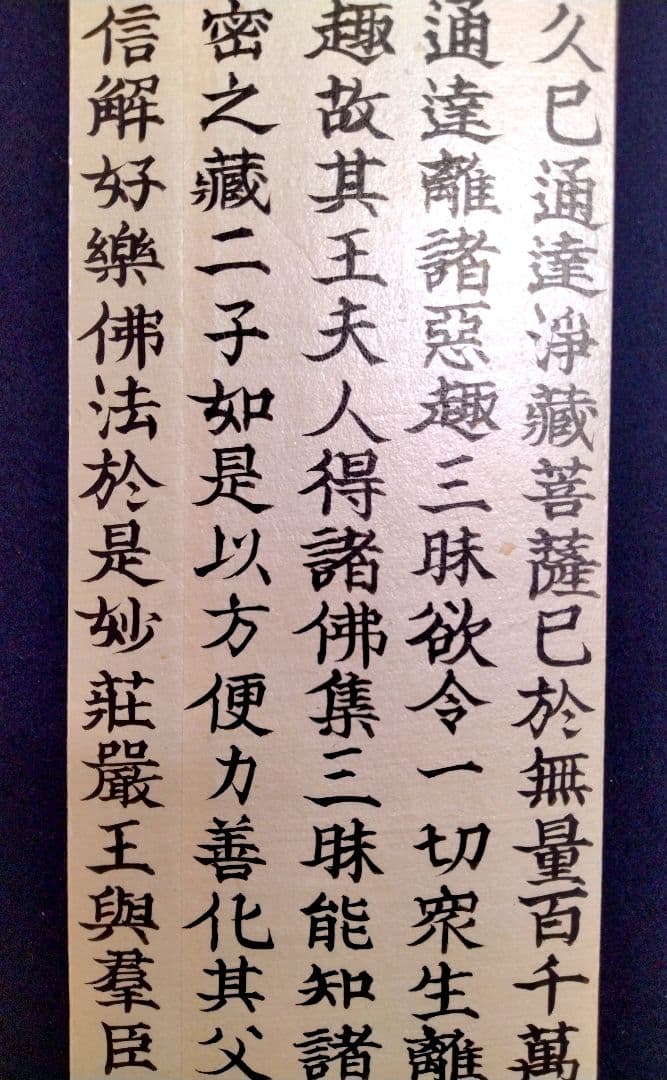 久已通達淨藏菩薩已於無量百千萬
通達離諸惡趣三昧欲令一切眾生離
趣故其王夫人得諸佛集三昧能知諸
密之藏二子如是以方便力善化其父
信解好樂佛法於是妙莊嚴王與羣臣